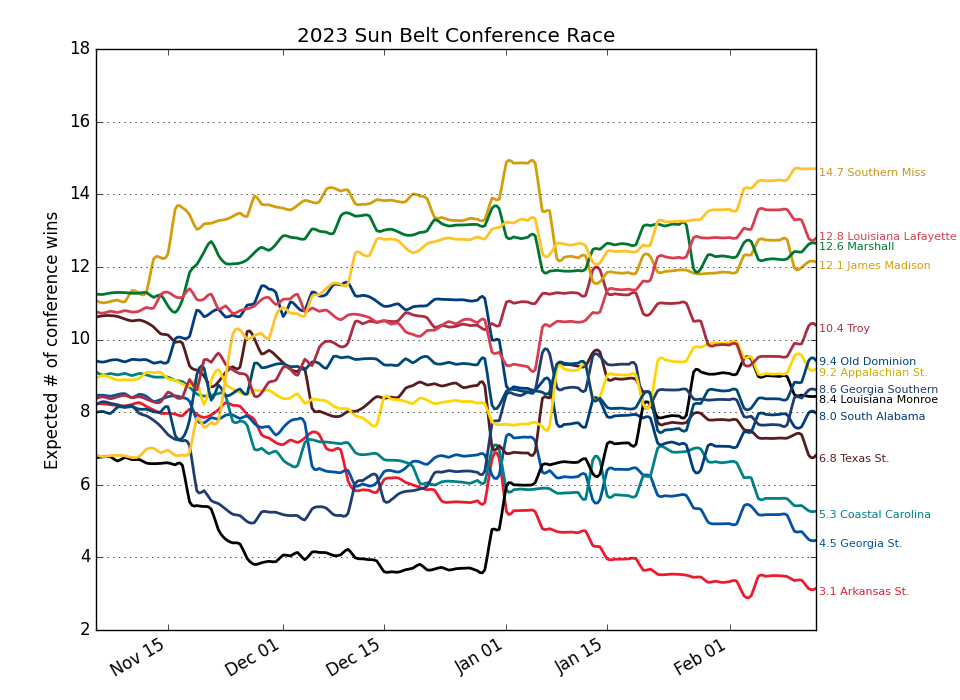 2023 Sun Belt Conference Race
Expected # of conference wins
18
16
14
12
10
8
6
4
2
Nov 15
Dec 01
Dec 15
Jan 01
Jan 15
Feb 01
14.7 Southern Miss
12.8 Louisiana Lafayette
12.6 Marshall
12.1 James Madison
10.4 Troy
9.4 Old Dominion
9.2 Appalachian St.
8.6 Georgia Southern
8.4 Louisiana Monroe
8.0 South Alabama
6.8 Texas St.
5.3 Coastal Carolina
4.5 Georgia St.
3.1 Arkansas St.